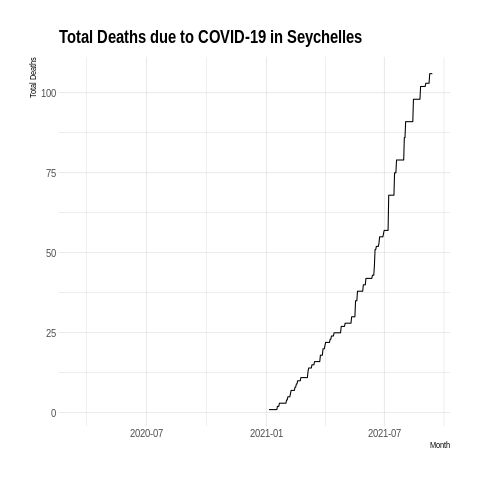 Total Deaths due to COVID-19 in Seychelles
Total Deaths
100
75
50
25
0
2020-07 2021-01 2021-07
Month